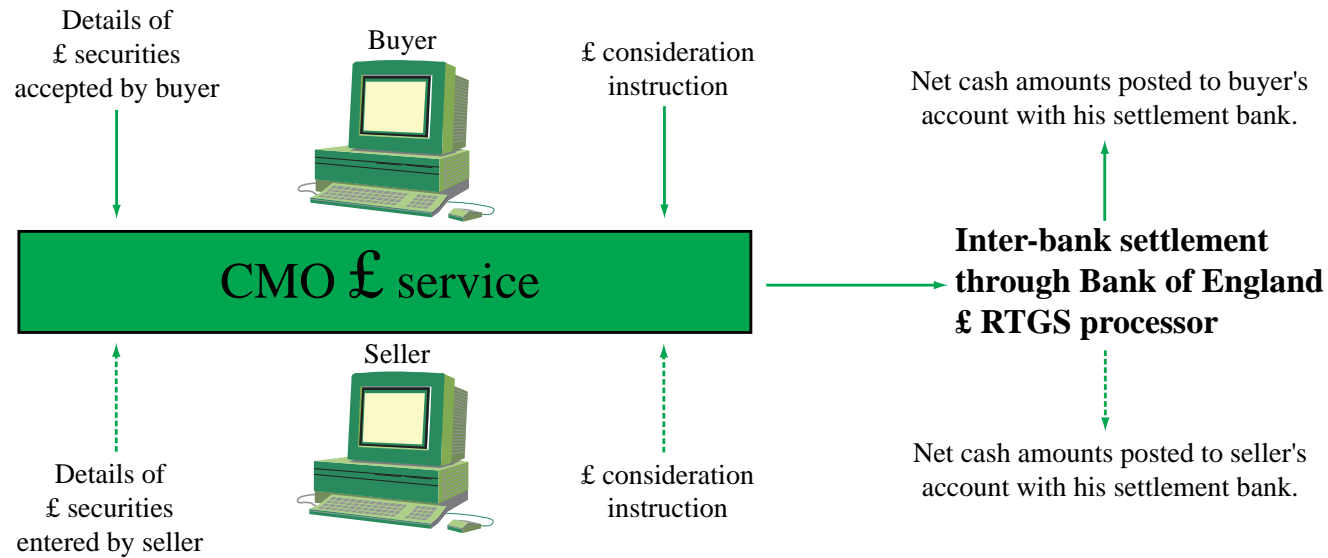 Details of
£ securities
accepted by buyer
Buyer
£ consideration
instruction
Net cash amounts posted to buyer's
account with his settlement bank.
CMO £ service
Inter-bank settlement
through Bank of England
£ RTGS processor
Seller
Details of
£ securities
entered by seller
£ consideration
instruction
Net cash amounts posted to seller's
account with his settlement bank.